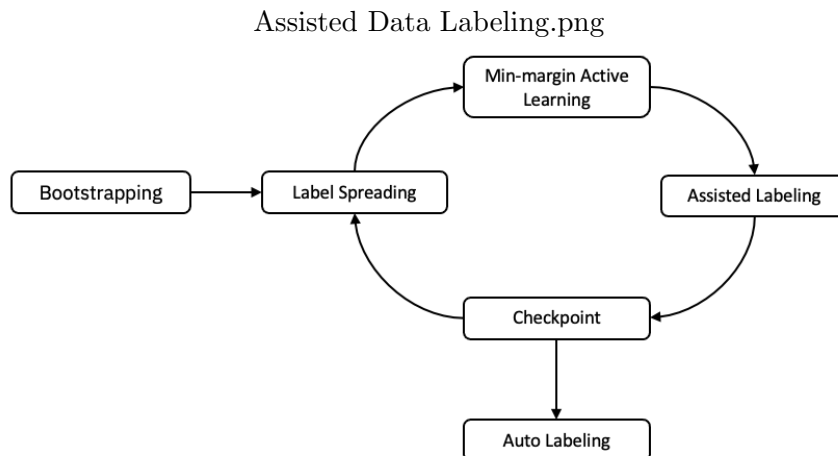 Assisted Data Labeling.png
Min-margin Active
Learning
Bootstrapping
Label Spreading
Assisted Labeling
Checkpoint
Auto Labeling